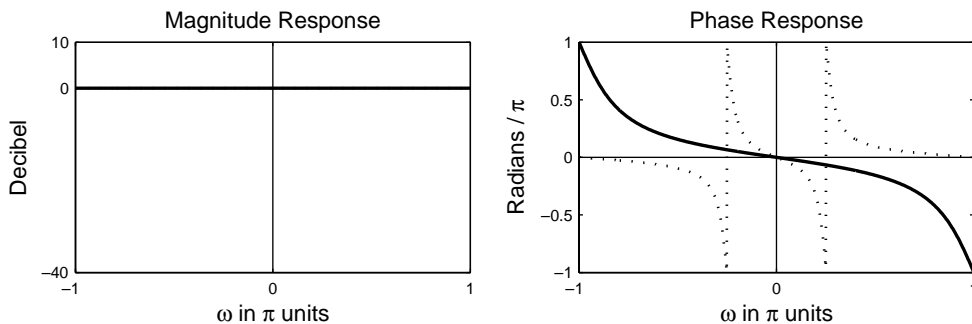 Magnitude Response
10
0
−40
Decibel
−1
0
1
ω in π units
Phase Response
1
0.5
0
−0.5
−1
Radians / π
−1
0
1
ω in π units